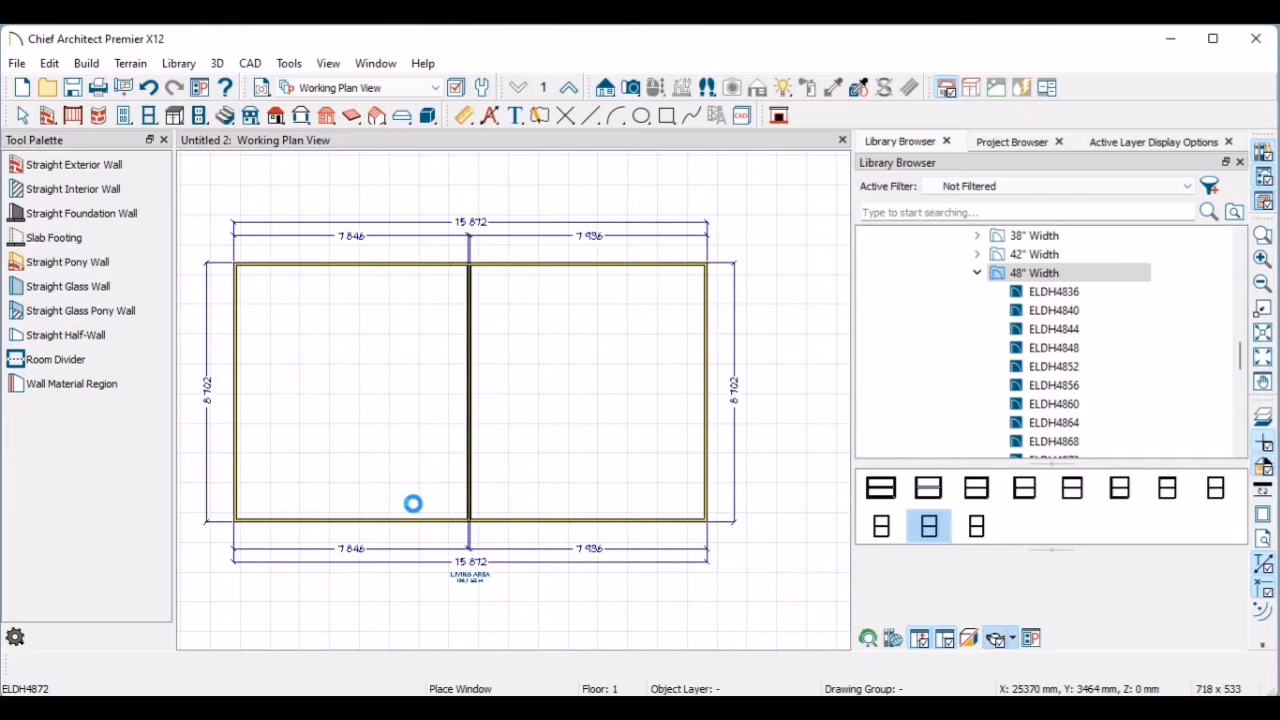 Chief Architect Premier X12
File Edit Build Terrain Library 3D CAD Tools View Window Help
Working Plan View
1
Tool Palette
Untitled 2: Working Plan View
Library Browser
Project Browser
Active Layer Display Options
Straight Exterior Wall
Straight Interior Wall
Straight Foundation Wall
Slab Footing
Straight Pony Wall
Straight Glass Wall
Straight Glass Pony Wall
Straight Half-Wall
Room Divider
Wall Material Region
15 872
7 846
7 936
8 702
8 702
7 846
7 936
15 872
LIVING AREA
Library Browser
Active Filter: Not Filtered
Type to start searching...
38" Width
42" Width
48" Width
ELDH4836
ELDH4840
ELDH4844
ELDH4848
ELDH4852
ELDH4856
ELDH4860
ELDH4864
ELDH4868
ELDH4872
ELDH4872
Place Window
Floor: 1
Object Layer: -
Drawing Group: -
X: 25370 mm, Y: 3464 mm, Z: 0 mm
718 x 533